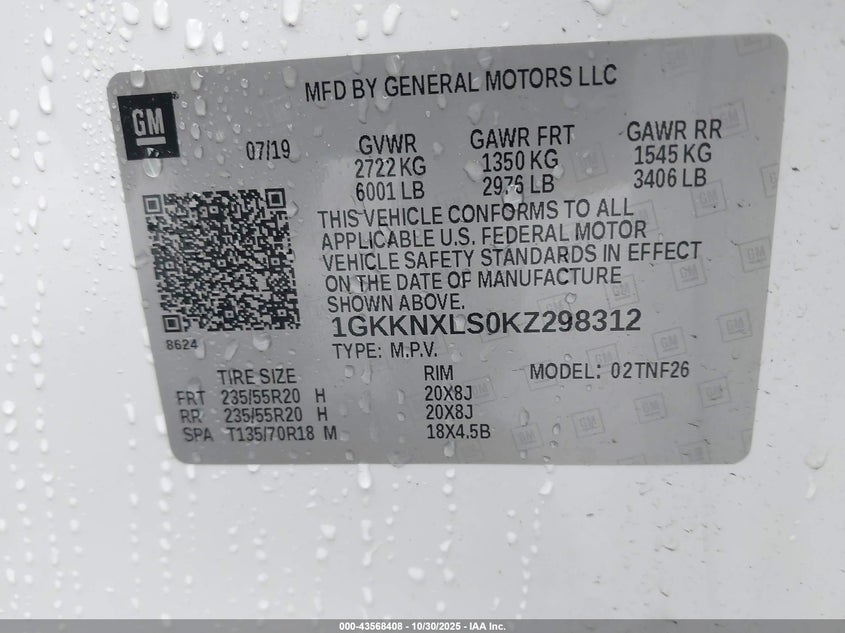 MFD BY GENERAL MOTORS LLC
GM
07/19
GVWR
2722 KG
6001 LB
GAWR FRT
1350 KG
2976 LB
GAWR RR
1545 KG
3406 LB
THIS VEHICLE CONFORMS TO ALL
APPLICABLE U.S. FEDERAL MOTOR
VEHICLE SAFETY STANDARDS IN EFFECT
ON THE DATE OF MANUFACTURE
SHOWN ABOVE.
8624
1GKKNXLS0KZ298312
TYPE: M.P.V.
MODEL: 02TNF26
TIRE SIZE RIM
FRT 235/55R20 H 20X8J
RR 235/55R20 H 20X8J
SPA T135/70R18 M 18X4.5B
000-43568408 - 10/30/2025 - IAA Inc.